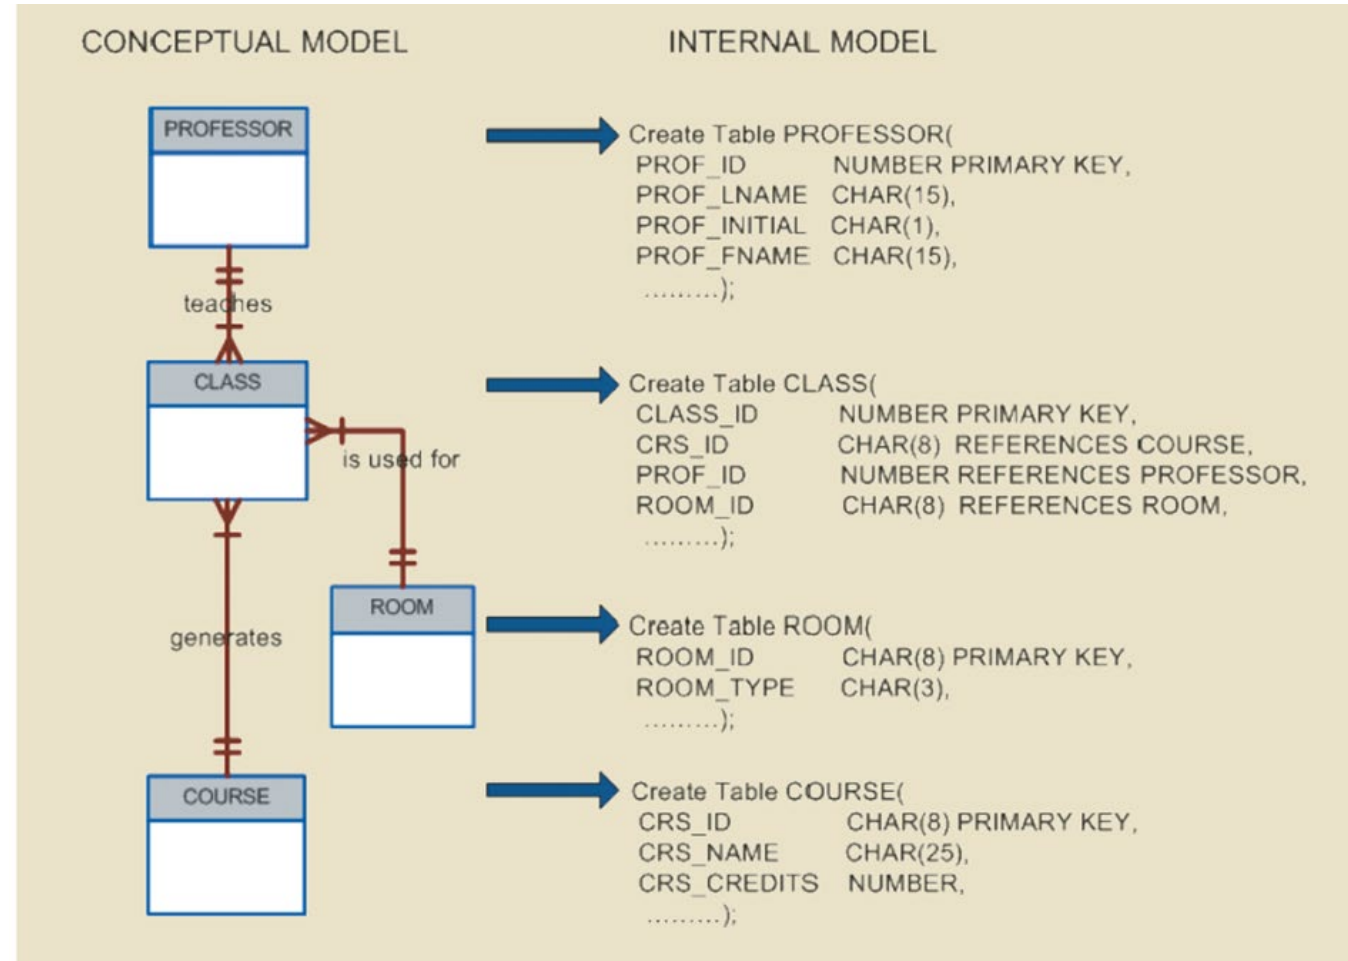 CONCEPTUAL MODEL
INTERNAL MODEL
PROFESSOR
teaches
CLASS
is used for
generates
ROOM
COURSE
Create Table PROFESSOR(
PROF_ID NUMBER PRIMARY KEY,
PROF_LNAME CHAR(15),
PROF_INITIAL CHAR(1),
PROF_FNAME CHAR(15),
.........);
Create Table CLASS(
CLASS_ID NUMBER PRIMARY KEY,
CRS_ID CHAR(8) REFERENCES COURSE,
PROF_ID NUMBER REFERENCES PROFESSOR,
ROOM_ID CHAR(8) REFERENCES ROOM,
.........);
Create Table ROOM(
ROOM_ID CHAR(8) PRIMARY KEY,
ROOM_TYPE CHAR(3),
.........);
Create Table COURSE(
CRS_ID CHAR(8) PRIMARY KEY,
CRS_NAME CHAR(25),
CRS_CREDITS NUMBER,
.........);